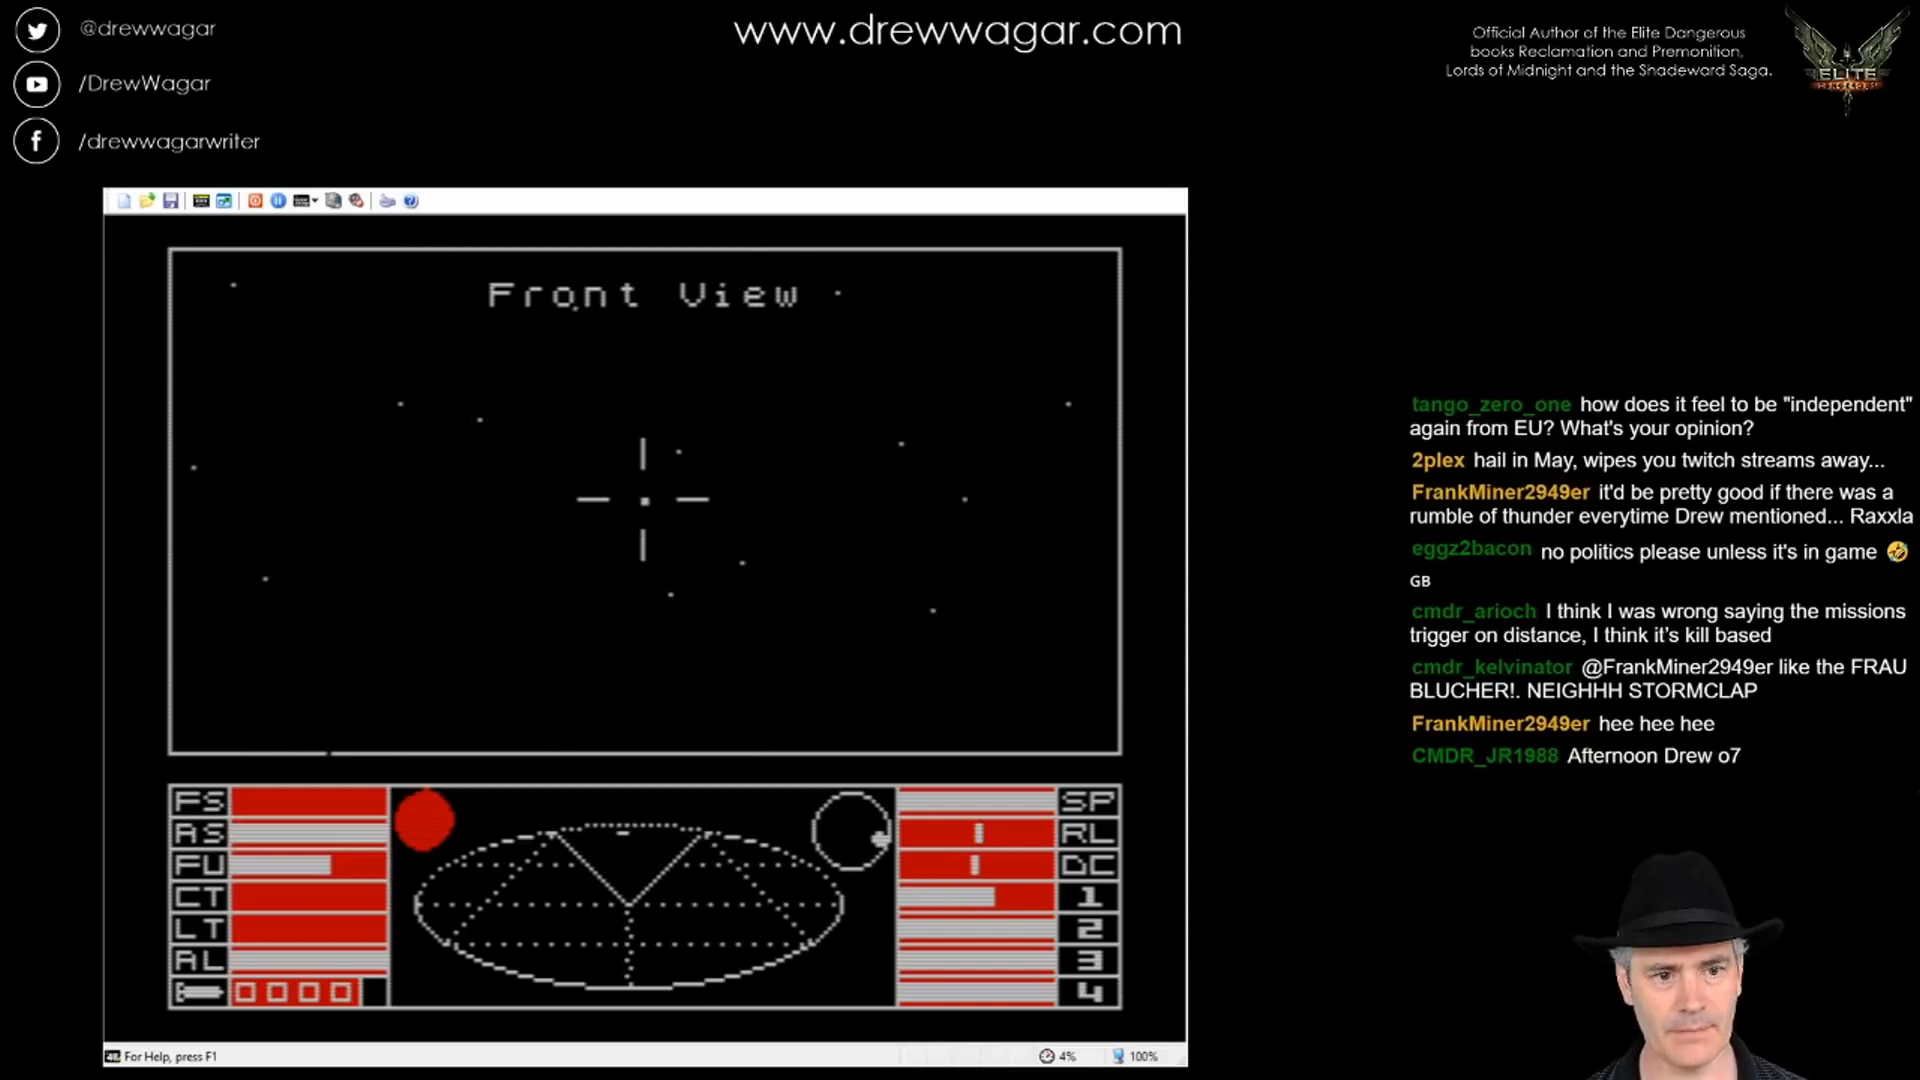 @drewwagar
/DrewWagar
/drewwagarwriter
www.drewwagar.com
Official Author of the Elite Dangerous
books Reclamation and Premonition,
Lords of Midnight and the Shadeward Saga.
ELITE
Front View
FS
AS
FU
CT
LT
AL
SP
RL
DC
1
2
3
4
For Help, press F1
4%
100%
tango_zero_one how does it feel to be "independent"
again from EU? What's your opinion?
2plex hail in May, wipes you twitch streams away...
FrankMiner2949er it'd be pretty good if there was a
rumble of thunder everytime Drew mentioned... Raxxla
eggz2bacon no politics please unless it's in game 🤣
GB
cmdr_arioch I think I was wrong saying the missions
trigger on distance, I think it's kill based
cmdr_kelvinator @FrankMiner2949er like the FRAU
BLUCHER!. NEIGHHH STORMCLAP
FrankMiner2949er hee hee hee
CMDR_JR1988 Afternoon Drew o7